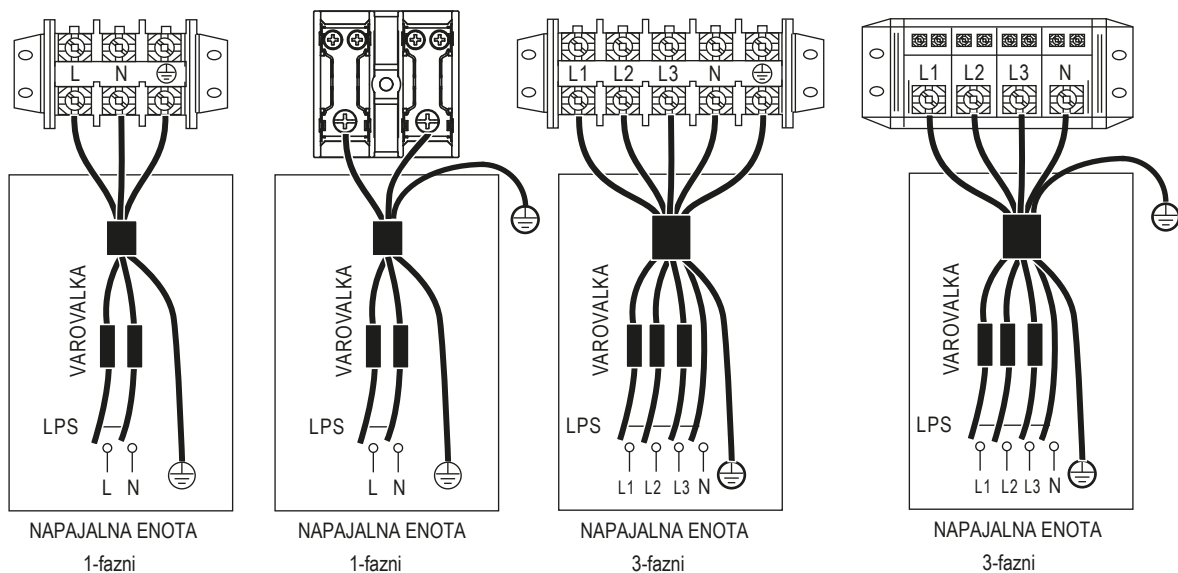 L N
VAROVALKA
LPS
L N
NAPAJALNA ENOTA
1-fazni
VAROVALKA
LPS
L N
NAPAJALNA ENOTA
1-fazni
L1 L2 L3 N
VAROVALKA
LPS
L1 L2 L3 N
NAPAJALNA ENOTA
3-fazni
L1 L2 L3 N
VAROVALKA
LPS
L1 L2 L3 N
NAPAJALNA ENOTA
3-fazni